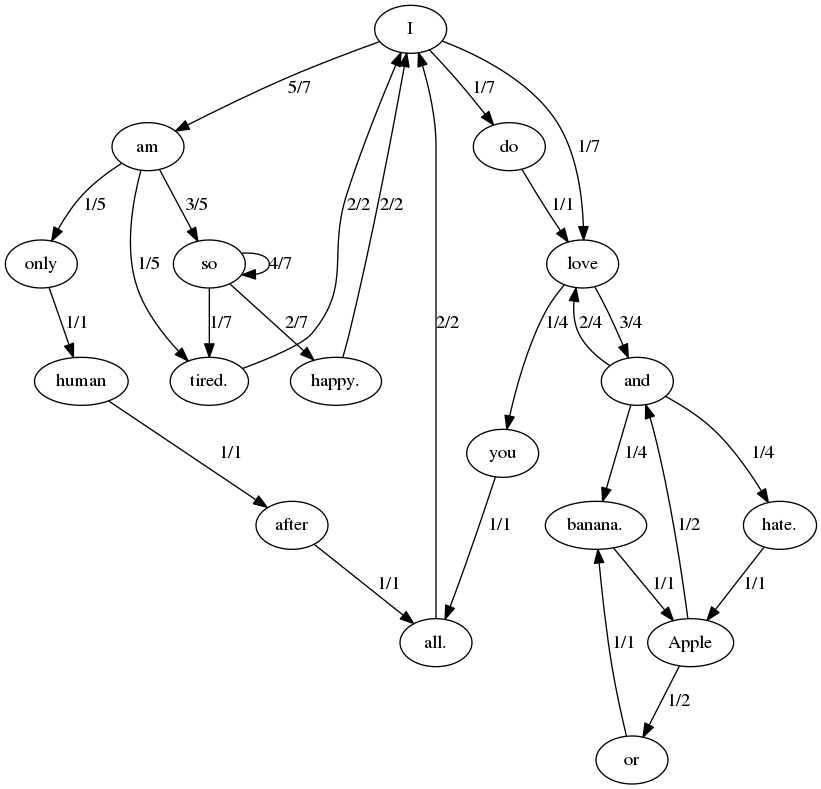 I
5/7
1/7
am
do
1/7
1/5
3/5
2/2
2/2
1/1
only
1/5
so
4/7
love
1/1
1/7
2/7
2/2
1/4
2/4
3/4
human
tired.
happy.
and
1/1
you
1/4
1/4
after
1/1
banana.
1/2
hate.
1/1
1/1
1/1
all.
1/1
Apple
1/2
or